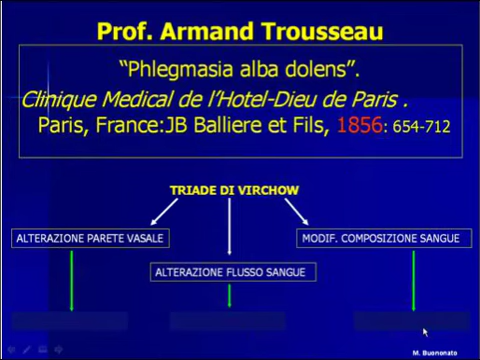 Prof. Armand Trousseau
“Phlegmasia alba dolens”.
Clinique Medical de l’Hotel-Dieu de Paris .
Paris, France:JB Balliere et Fils, 1856: 654-712
TRIADE DI VIRCHOW
ALTERAZIONE PARETE VASALE
MODIF. COMPOSIZIONE SANGUE
ALTERAZIONE FLUSSO SANGUE
M. Buononato